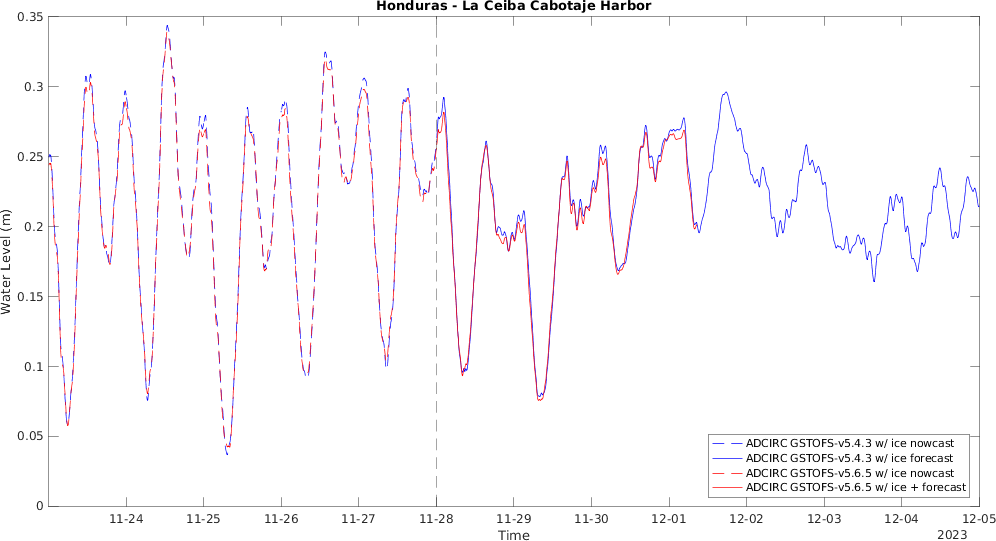 Honduras - La Ceiba Cabotaje Harbor
0.35
0.3
0.25
0.2
0.15
0.1
0.05
0
Water Level (m)
11-24 11-25 11-26 11-27 11-28 11-29 11-30 12-01 12-02 12-03 12-04 12-05
Time
2023
ADCIRC GSTOFS-v5.4.3 w/ ice nowcast
ADCIRC GSTOFS-v5.4.3 w/ ice forecast
ADCIRC GSTOFS-v5.6.5 w/ ice nowcast
ADCIRC GSTOFS-v5.6.5 w/ ice + forecast